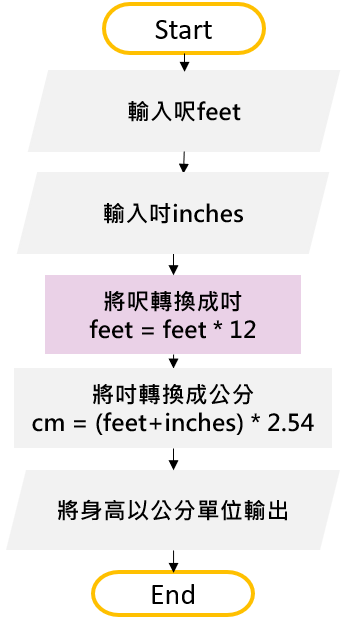 Start
輸入呎feet
輸入吋inches
將呎轉換成吋
feet = feet * 12
將吋轉換成公分
cm = (feet+inches) * 2.54
將身高以公分單位輸出
End